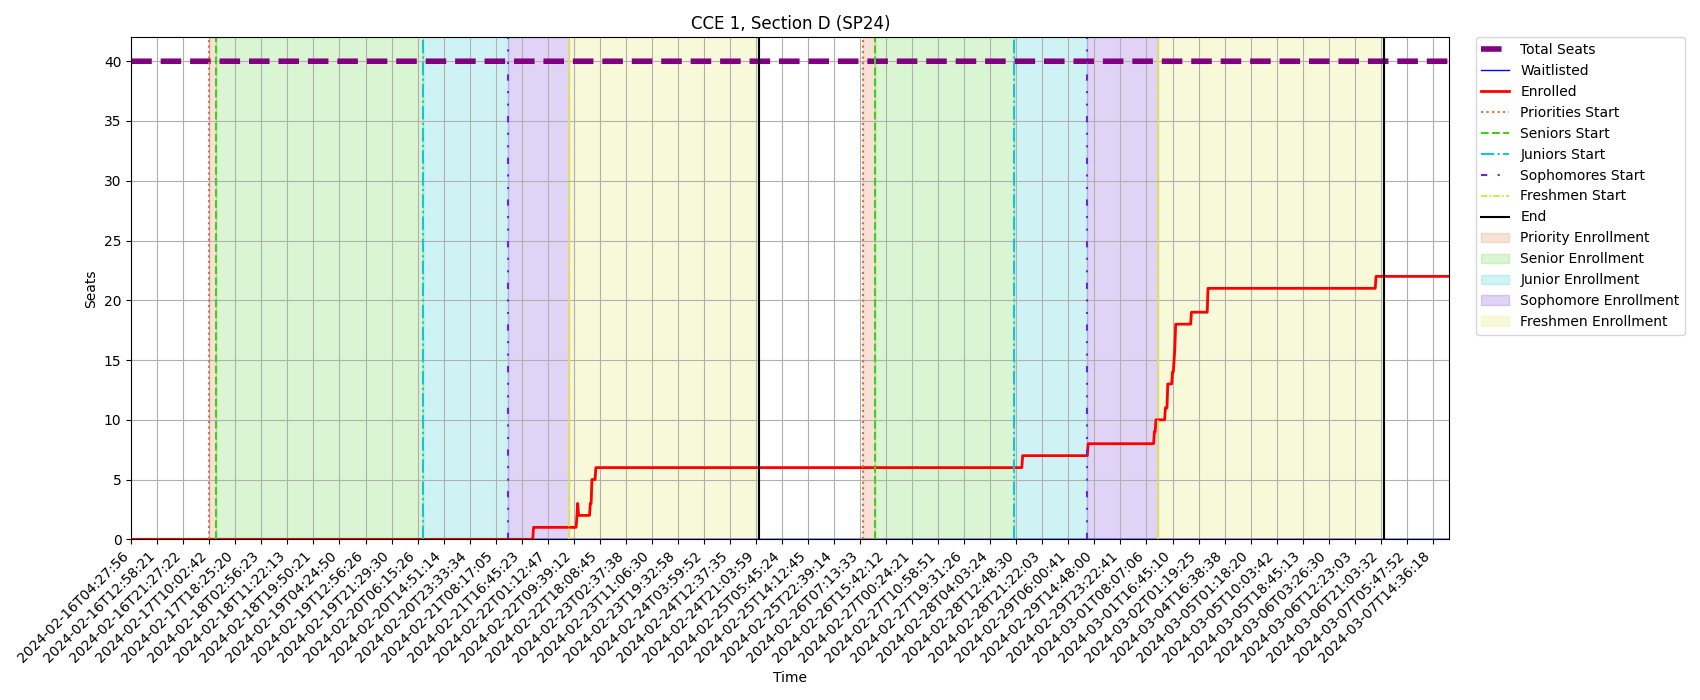 CCE 1, Section D (SP24)
Total Seats
Waitlisted
Enrolled
Priorities Start
Seniors Start
Juniors Start
Sophomores Start
Freshmen Start
End
Priority Enrollment
Senior Enrollment
Junior Enrollment
Sophomore Enrollment
Freshmen Enrollment
Seats
40
35
30
25
20
15
10
5
0
2024-02-16T04:27:56
2024-02-16T12:58:21
2024-02-16T21:27:22
2024-02-17T10:02:42
2024-02-17T18:25:20
2024-02-18T02:56:23
2024-02-18T11:22:13
2024-02-18T19:50:21
2024-02-19T04:24:50
2024-02-19T12:56:26
2024-02-19T21:29:30
2024-02-20T06:15:26
2024-02-20T14:51:14
2024-02-20T23:33:34
2024-02-21T08:17:05
2024-02-21T16:45:23
2024-02-22T01:12:47
2024-02-22T09:39:12
2024-02-22T18:08:45
2024-02-23T02:37:38
2024-02-23T11:06:30
2024-02-23T19:32:58
2024-02-24T03:59:52
2024-02-24T12:37:35
2024-02-24T21:03:59
2024-02-25T05:45:24
2024-02-25T14:12:45
2024-02-25T22:39:14
2024-02-26T07:13:33
2024-02-26T15:42:12
2024-02-27T00:24:21
2024-02-27T10:58:51
2024-02-27T19:31:26
2024-02-28T04:03:24
2024-02-28T12:48:30
2024-02-28T21:22:03
2024-02-29T06:00:41
2024-02-29T14:48:00
2024-02-29T23:22:41
2024-03-01T08:07:06
2024-03-01T16:45:10
2024-03-02T01:19:25
2024-03-04T16:38:38
2024-03-05T01:18:20
2024-03-05T10:03:42
2024-03-05T18:45:13
2024-03-06T03:26:30
2024-03-06T12:23:03
2024-03-06T21:03:32
2024-03-07T05:47:52
2024-03-07T14:36:18
Time